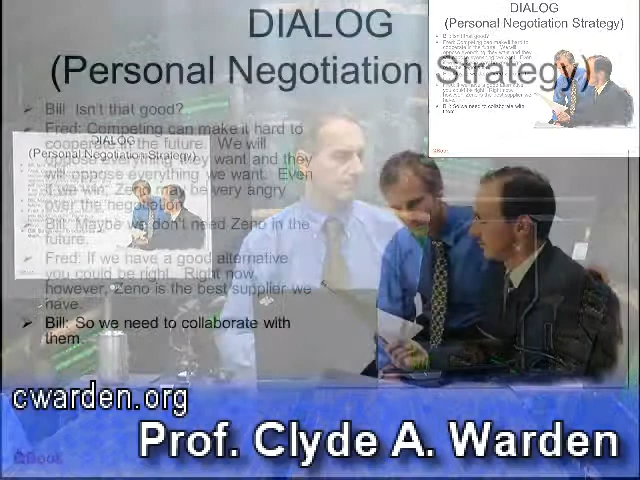 DIALOG
(Personal Negotiation Strategy)
➢ Bill: Isn't that good?
➢ Fred: Competing can make it hard to
cooperate in the future. We will
oppose everything they want and they
will oppose everything we want. Even
if we win, Zeno may be very angry
over the negotiation.
➢ Bill: Maybe we don't need Zeno in the
future.
➢ Fred: If we have a good alternative
you could be right. Right now,
however, Zeno is the best supplier we
have.
➢ Bill: So we need to collaborate with
them.
DIALOG
(Personal Negotiation Strategy)
DIALOG
(Personal Negotiation Strategy)
cwarden.org
Prof. Clyde A. Warden